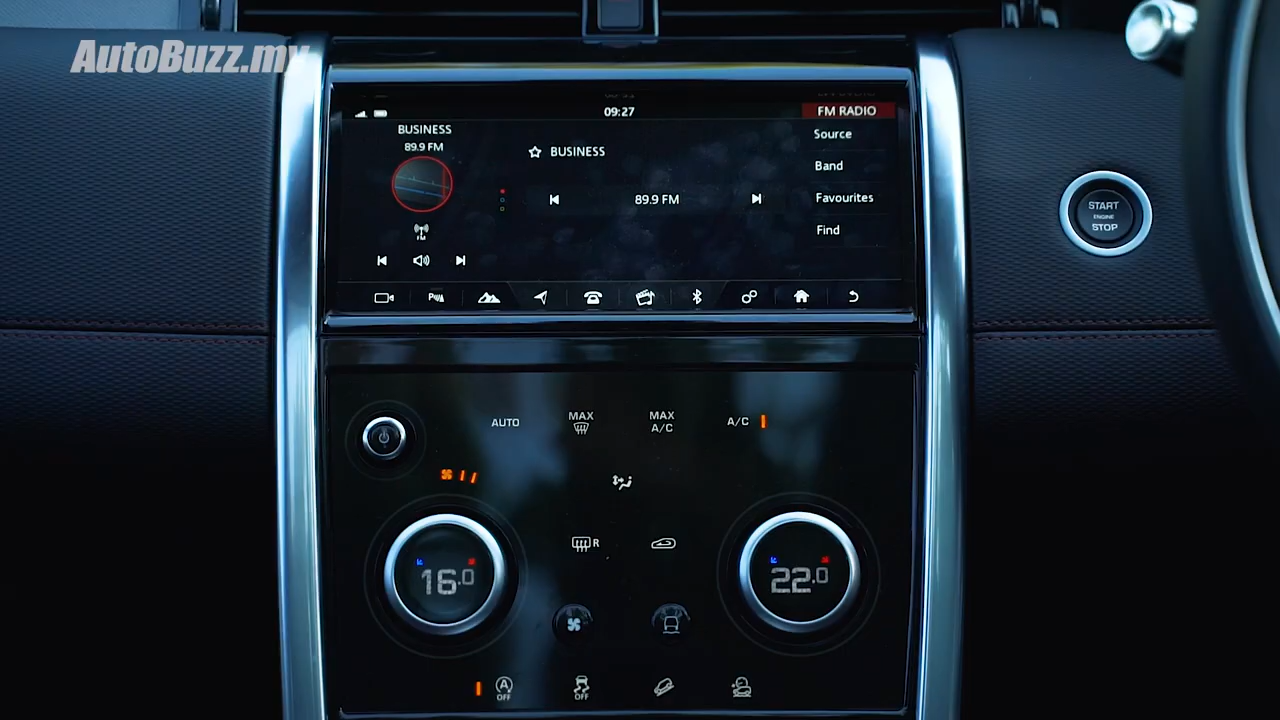 AutoBuzz.my
09:27
FM RADIO
BUSINESS
89.9 FM
BUSINESS
89.9 FM
Source
Band
Favourites
Find
START
ENGINE
STOP
AUTO
MAX
MAX
A/C
A/C
R
16.0
22.0
A
OFF
OFF